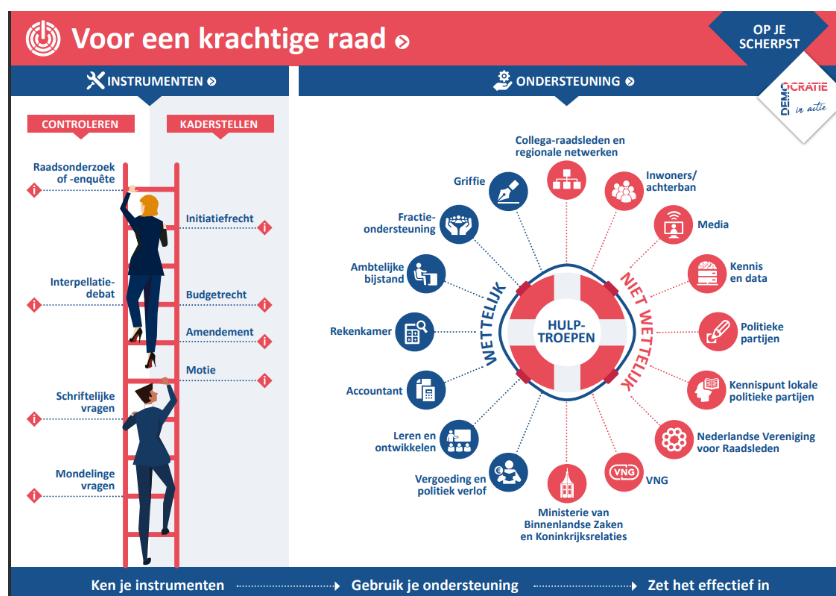 Voor een krachtige raad
OP JE
SCHERPST
DEMOCRATIE
in actie
INSTRUMENTEN
CONTROLEREN
KADERSTELLEN
Raadsonderzoek
of -enquête
Initiatiefrecht
Interpellatie-
debat
Budgetrecht
Amendement
Motie
Schriftelijke
vragen
Mondelinge
vragen
ONDERSTEUNING
Collega-raadsleden en
regionale netwerken
Inwoners/
achterban
Media
Kennis
en data
Politieke
partijen
Kennispunt lokale
politieke partijen
Nederlandse Vereniging
voor Raadsleden
VNG
VNG
Ministerie van
Binnenlandse Zaken
en Koninkrijksrelaties
Vergoeding en
politiek verlof
Leren en
ontwikkelen
Accountant
Rekenkamer
Ambtelijke
bijstand
Fractie-
ondersteuning
Griffie
WETTELIJK
HULP-
TROEPEN
NIET WETTELIJK
Ken je instrumenten
Gebruik je ondersteuning
Zet het effectief in